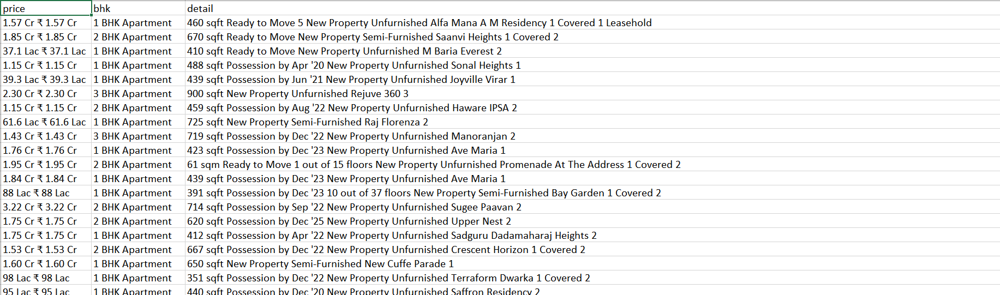 price bhk detail
1.57 Cr ₹ 1.57 Cr 1 BHK Apartment 460 sqft Ready to Move 5 New Property Unfurnished Alfa Mana A M Residency 1 Covered 1 Leasehold
1.85 Cr ₹ 1.85 Cr 2 BHK Apartment 670 sqft Ready to Move New Property Semi-Furnished Saanvi Heights 1 Covered 2
37.1 Lac ₹ 37.1 Lac 1 BHK Apartment 410 sqft Ready to Move New Property Unfurnished M Baria Everest 2
1.15 Cr ₹ 1.15 Cr 1 BHK Apartment 488 sqft Possession by Apr '20 New Property Unfurnished Sonal Heights 1
39.3 Lac ₹ 39.3 Lac 1 BHK Apartment 439 sqft Possession by Jun '21 New Property Unfurnished Joyville Virar 1
2.30 Cr ₹ 2.30 Cr 3 BHK Apartment 900 sqft New Property Unfurnished Rejuve 360 3
1.15 Cr ₹ 1.15 Cr 2 BHK Apartment 459 sqft Possession by Aug '22 New Property Unfurnished Haware IPSA 2
61.6 Lac ₹ 61.6 Lac 1 BHK Apartment 725 sqft New Property Semi-Furnished Raj Florenza 2
1.43 Cr ₹ 1.43 Cr 3 BHK Apartment 719 sqft Possession by Dec '22 New Property Unfurnished Manoranjan 2
1.76 Cr ₹ 1.76 Cr 1 BHK Apartment 423 sqft Possession by Dec '23 New Property Unfurnished Ave Maria 1
1.95 Cr ₹ 1.95 Cr 2 BHK Apartment 61 sqm Ready to Move 1 out of 15 floors New Property Unfurnished Promenade At The Address 1 Covered 2
1.84 Cr ₹ 1.84 Cr 1 BHK Apartment 439 sqft Possession by Dec '23 New Property Unfurnished Ave Maria 1
88 Lac ₹ 88 Lac 1 BHK Apartment 391 sqft Possession by Dec '23 10 out of 37 floors New Property Semi-Furnished Bay Garden 1 Covered 2
3.22 Cr ₹ 3.22 Cr 2 BHK Apartment 714 sqft Possession by Sep '22 New Property Unfurnished Sugee Paavan 2
1.75 Cr ₹ 1.75 Cr 2 BHK Apartment 620 sqft Possession by Dec '25 New Property Unfurnished Upper Nest 2
1.75 Cr ₹ 1.75 Cr 1 BHK Apartment 412 sqft Possession by Apr '22 New Property Unfurnished Sadguru Dadamaharaj Heights 2
1.53 Cr ₹ 1.53 Cr 2 BHK Apartment 667 sqft Possession by Dec '22 New Property Unfurnished Crescent Horizon 1 Covered 2
1.60 Cr ₹ 1.60 Cr 1 BHK Apartment 650 sqft New Property Semi-Furnished New Cuffe Parade 1
98 Lac ₹ 98 Lac 1 BHK Apartment 351 sqft Possession by Dec '22 New Property Unfurnished Terraform Dwarka 1 Covered 2
95 Lac ₹ 95 Lac 1 BHK Apartment 440 sqft Possession by Dec '20 New Property Unfurnished Saffron Residency 2